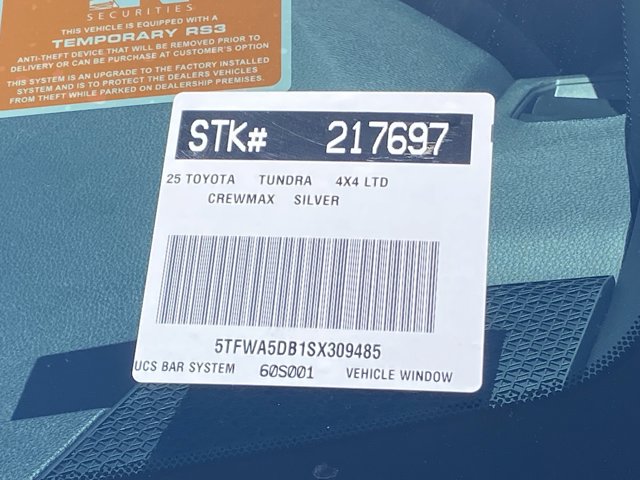 SECURITIES
THIS VEHICLE IS EQUIPPED WITH A
TEMPORARY RS3
ANTI-THEFT DEVICE THAT WILL BE REMOVED PRIOR TO
DELIVERY OR CAN BE PURCHASE AT CUSTOMER'S OPTION
THIS SYSTEM IS AN UPGRADE TO THE FACTORY INSTALLED
SYSTEM AND IS TO PROTECT THE DEALERS VEHICLES
FROM THEFT WHILE PARKED ON DEALERSHIP PREMISES.
STK# 217697
25 TOYOTA TUNDRA 4X4 LTD
CREWMAX SILVER
5TFWA5DB1SX309485
UCS BAR SYSTEM 60S001 VEHICLE WINDOW